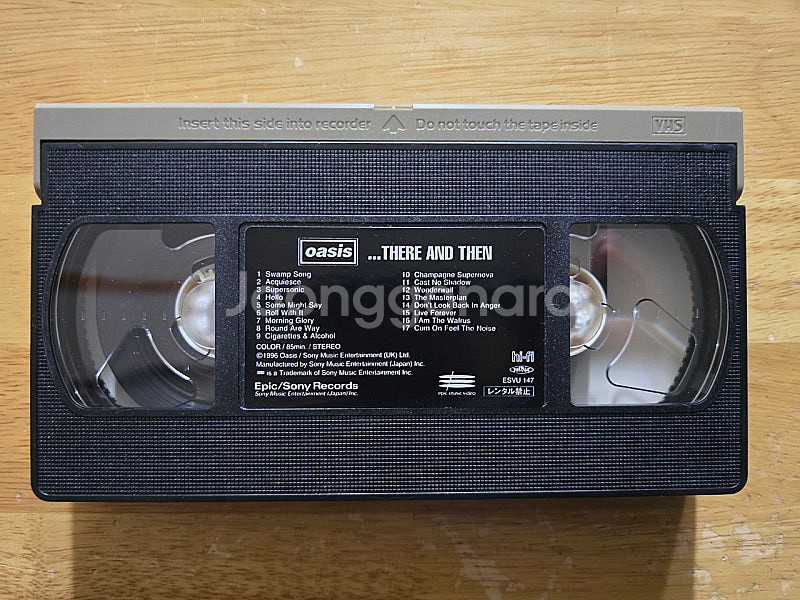 Insert this side into recorder Do not touch the tape inside VHS
oasis ...THERE AND THEN
1 Swamp Song
2 Acquiesce
3 Supersonic
4 Hello
5 Some Might Say
6 Roll With It
7 Morning Glory
8 Round Are Way
9 Cigarettes & Alcohol
10 Champagne Supernova
11 Cast No Shadow
12 Wonderwall
13 The Masterplan
14 Don't Look Back In Anger
15 Live Forever
16 I Am The Walrus
17 Cum On Feel The Noise
COLOR / 85min. / STEREO
©1996 Oasis / Sony Music Entertainment (UK) Ltd.
Manufactured by Sony Music Entertainment (Japan) Inc.
is a Trademark of Sony Music Entertainment Inc.
Epic/Sony Records
Sony Music Entertainment (Japan) Inc.
EPIC / MUSIC VIDEO
hi-fi
ESVU 147
レンタル禁止
Joonggonara